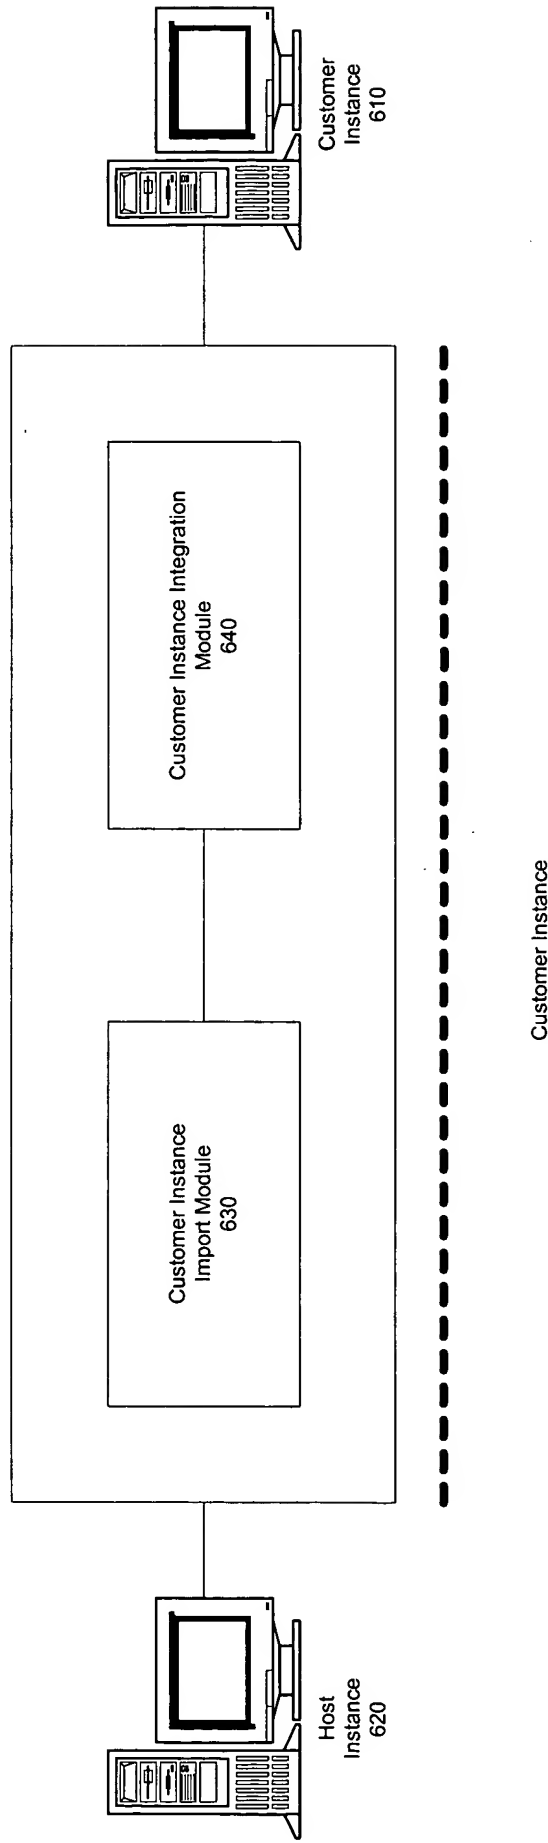 Host
Instance
620
Customer Instance
Import Module
630
Customer Instance Integration
Module
640
Customer
Instance
610
Customer Instance